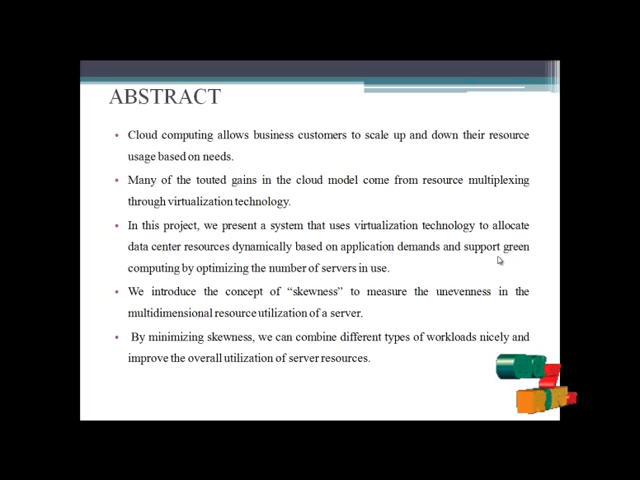 ABSTRACT
• Cloud computing allows business customers to scale up and down their resource
usage based on needs.
• Many of the touted gains in the cloud model come from resource multiplexing
through virtualization technology.
• In this project, we present a system that uses virtualization technology to allocate
data center resources dynamically based on application demands and support green
computing by optimizing the number of servers in use.
• We introduce the concept of “skewness” to measure the unevenness in the
multidimensional resource utilization of a server.
• By minimizing skewness, we can combine different types of workloads nicely and
improve the overall utilization of server resources.